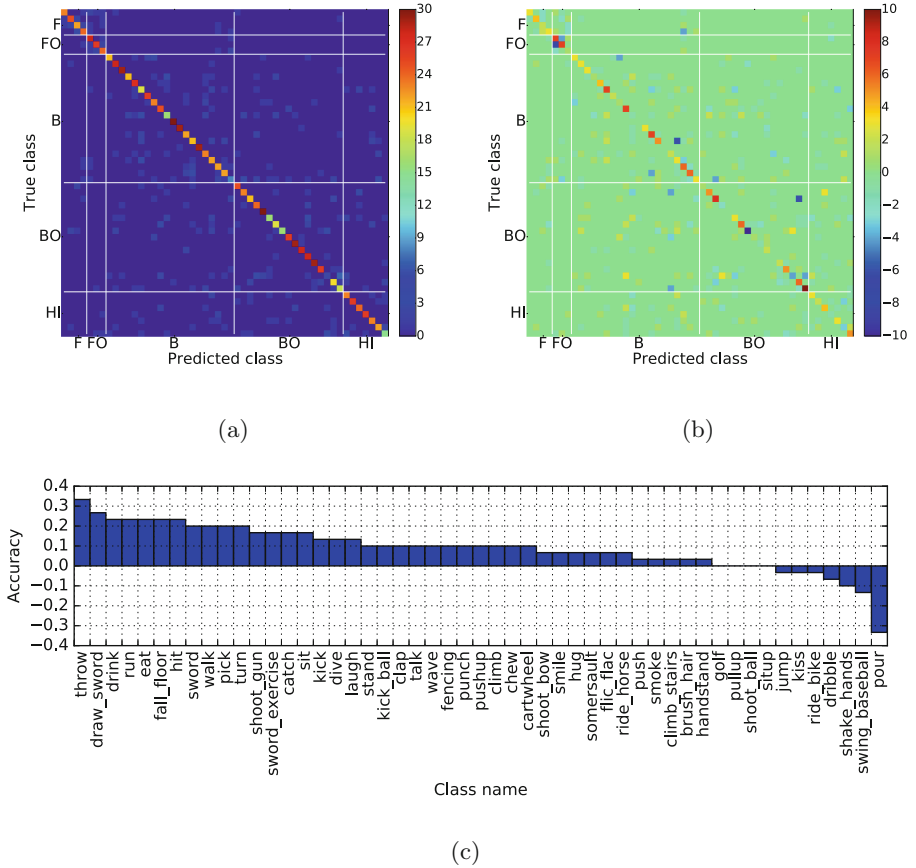 F
FO
B
BO
HI
True class
F FO B BO HI
Predicted class
30
27
24
21
18
15
12
9
6
3
0
(a)
F
FO
B
BO
HI
True class
F FO B BO HI
Predicted class
10
8
6
4
2
0
−2
−4
−6
−8
−10
(b)
0.4
0.3
0.2
0.1
0.0
−0.1
−0.2
−0.3
−0.4
Accuracy
throw
draw_sword
drink
run
eat
fall_floor
hit
sword
walk
pick
turn
shoot_gun
sword_exercise
catch
sit
kick
dive
laugh
stand
kick_ball
clap
talk
wave
fencing
punch
pushup
climb
chew
cartwheel
shoot_bow
smile
hug
somersault
flic_flac
ride_horse
push
smoke
climb_stairs
brush_hair
handstand
golf
pullup
shoot_ball
situp
jump
kiss
ride_bike
dribble
shake_hands
swing_baseball
pour
Class name
(c)